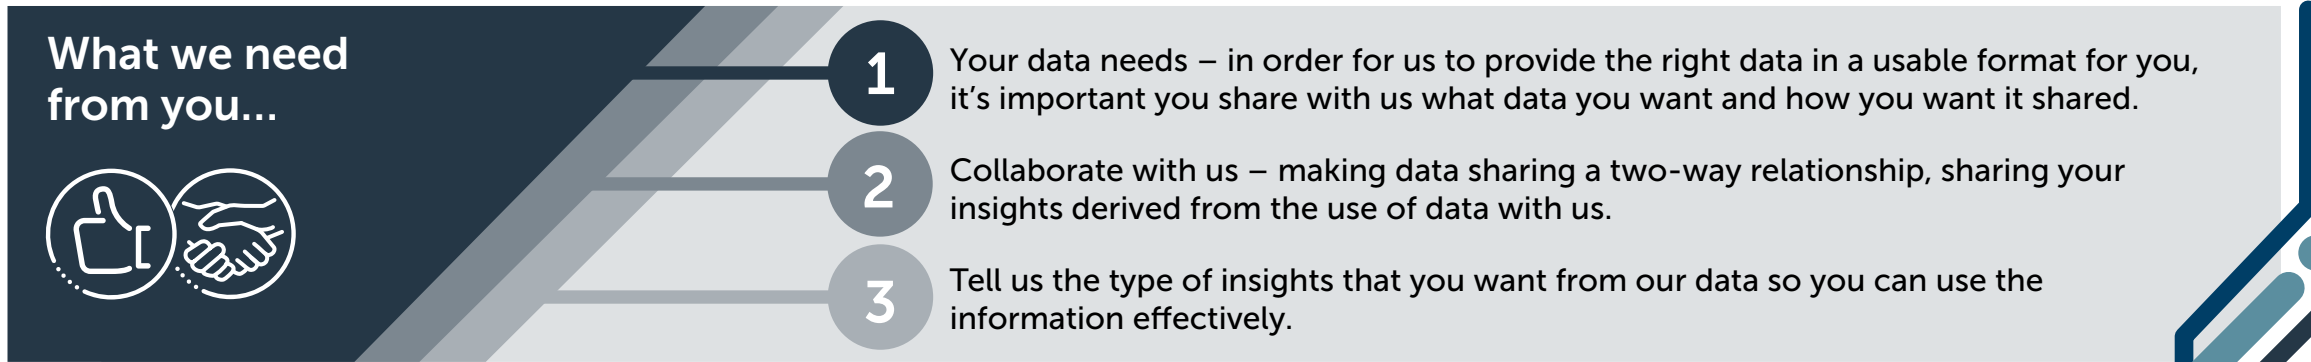 What we need
from you...
1
Your data needs – in order for us to provide the right data in a usable format for you,
it’s important you share with us what data you want and how you want it shared.
2
Collaborate with us – making data sharing a two-way relationship, sharing your
insights derived from the use of data with us.
3
Tell us the type of insights that you want from our data so you can use the
information effectively.